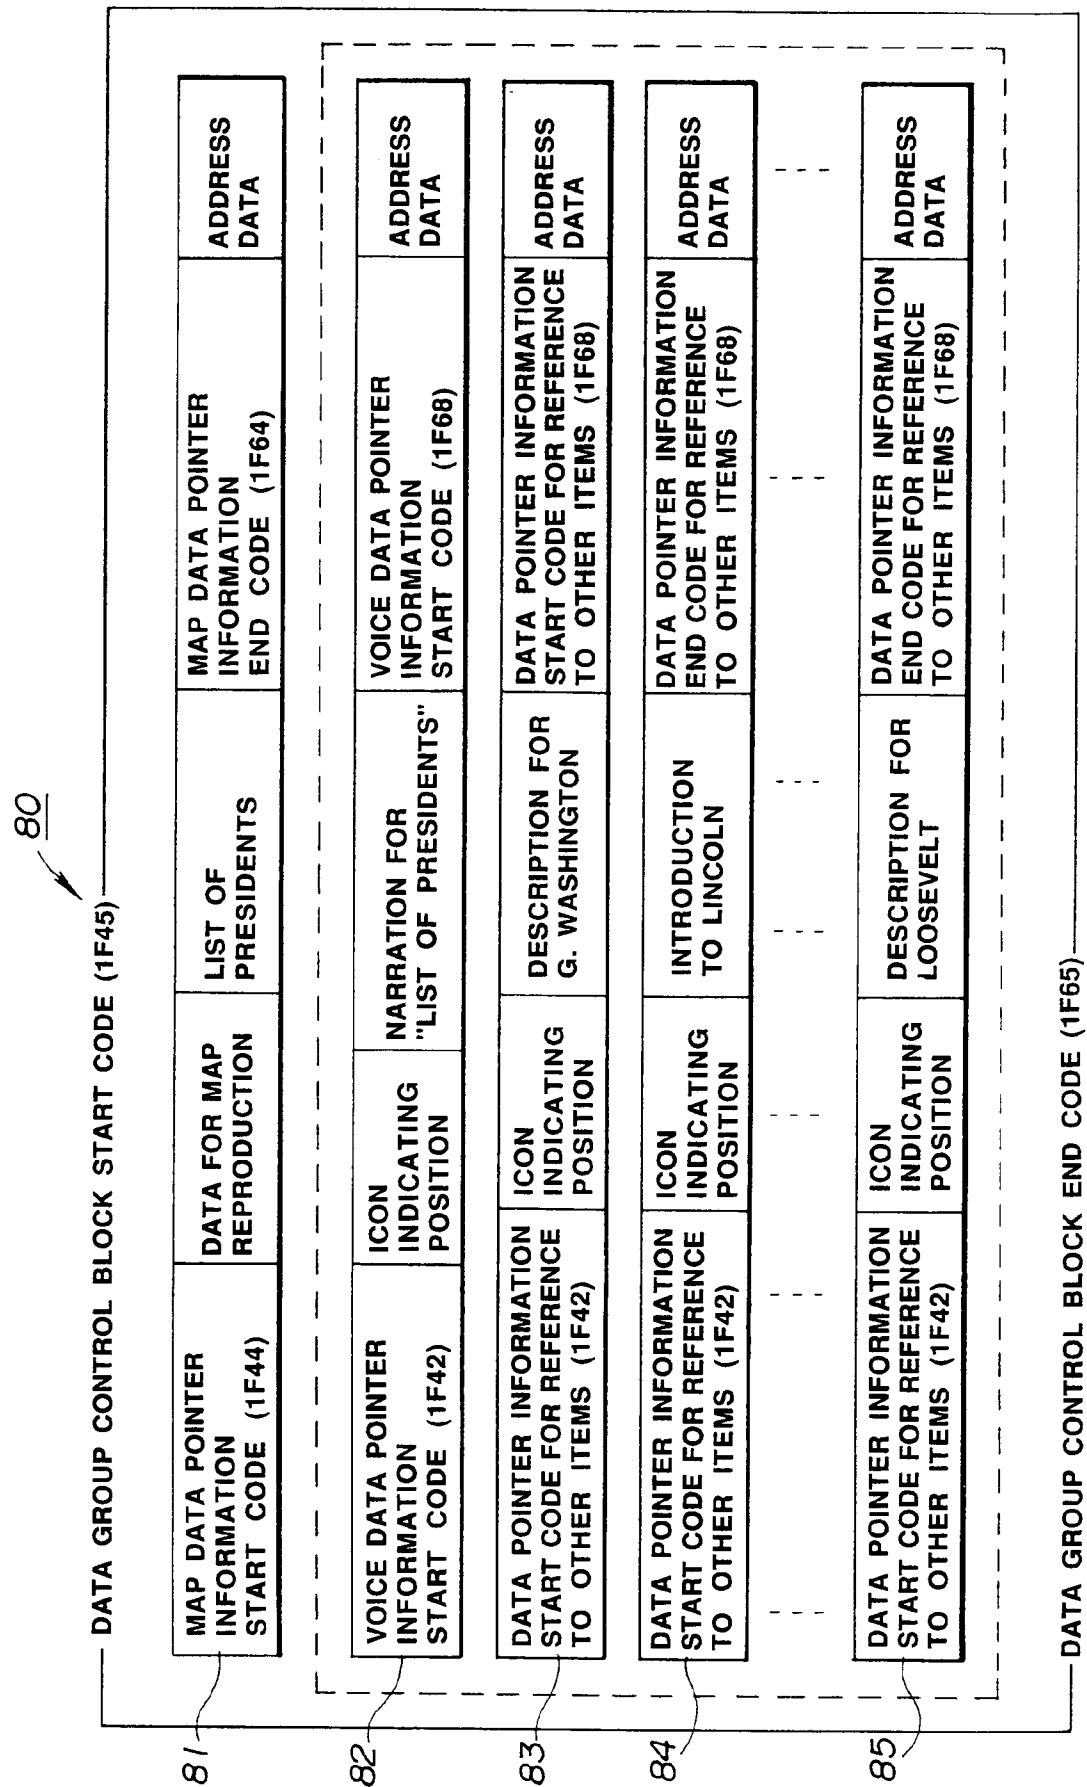 80
DATA GROUP CONTROL BLOCK START CODE (1F45)
81
MAP DATA POINTER
INFORMATION
START CODE (1F44)
DATA FOR MAP
REPRODUCTION
LIST OF
PRESIDENTS
MAP DATA POINTER
INFORMATION
END CODE (1F64)
ADDRESS
DATA
82
VOICE DATA POINTER
INFORMATION
START CODE (1F42)
ICON
INDICATING
POSITION
NARRATION FOR
"LIST OF PRESIDENTS"
VOICE DATA POINTER
INFORMATION
START CODE (1F68)
ADDRESS
DATA
83
DATA POINTER INFORMATION
START CODE FOR REFERENCE
TO OTHER ITEMS (1F42)
ICON
INDICATING
POSITION
DESCRIPTION FOR
G. WASHINGTON
DATA POINTER INFORMATION
START CODE FOR REFERENCE
TO OTHER ITEMS (1F68)
ADDRESS
DATA
84
DATA POINTER INFORMATION
START CODE FOR REFERENCE
TO OTHER ITEMS (1F42)
ICON
INDICATING
POSITION
INTRODUCTION
TO LINCOLN
DATA POINTER INFORMATION
END CODE FOR REFERENCE
TO OTHER ITEMS (1F68)
ADDRESS
DATA
85
DATA POINTER INFORMATION
START CODE FOR REFERENCE
TO OTHER ITEMS (1F42)
ICON
INDICATING
POSITION
DESCRIPTION FOR
LOOSEVELT
DATA POINTER INFORMATION
END CODE FOR REFERENCE
TO OTHER ITEMS (1F68)
ADDRESS
DATA
DATA GROUP CONTROL BLOCK END CODE (1F65)